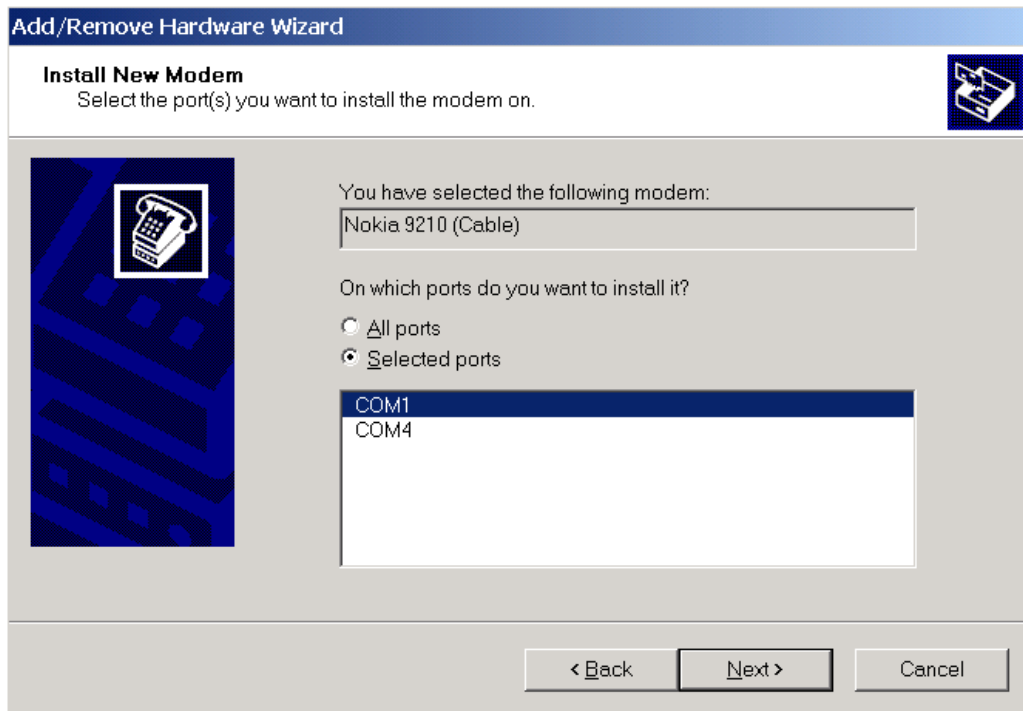 Add/Remove Hardware Wizard
Install New Modem
Select the port(s) you want to install the modem on.
You have selected the following modem:
Nokia 9210 (Cable)
On which ports do you want to install it?
All ports
Selected ports
COM1
COM4
< Back
Next >
Cancel